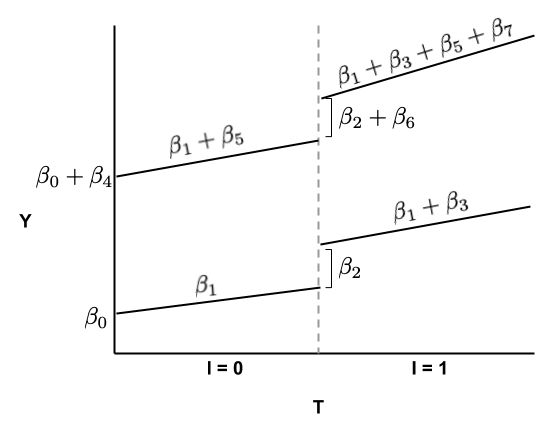 β₁ + β₃ + β₅ + β₇
β₂ + β₆
β₁ + β₅
β₀ + β₄
β₁ + β₃
Y
β₂
β₁
β₀
I = 0
I = 1
T